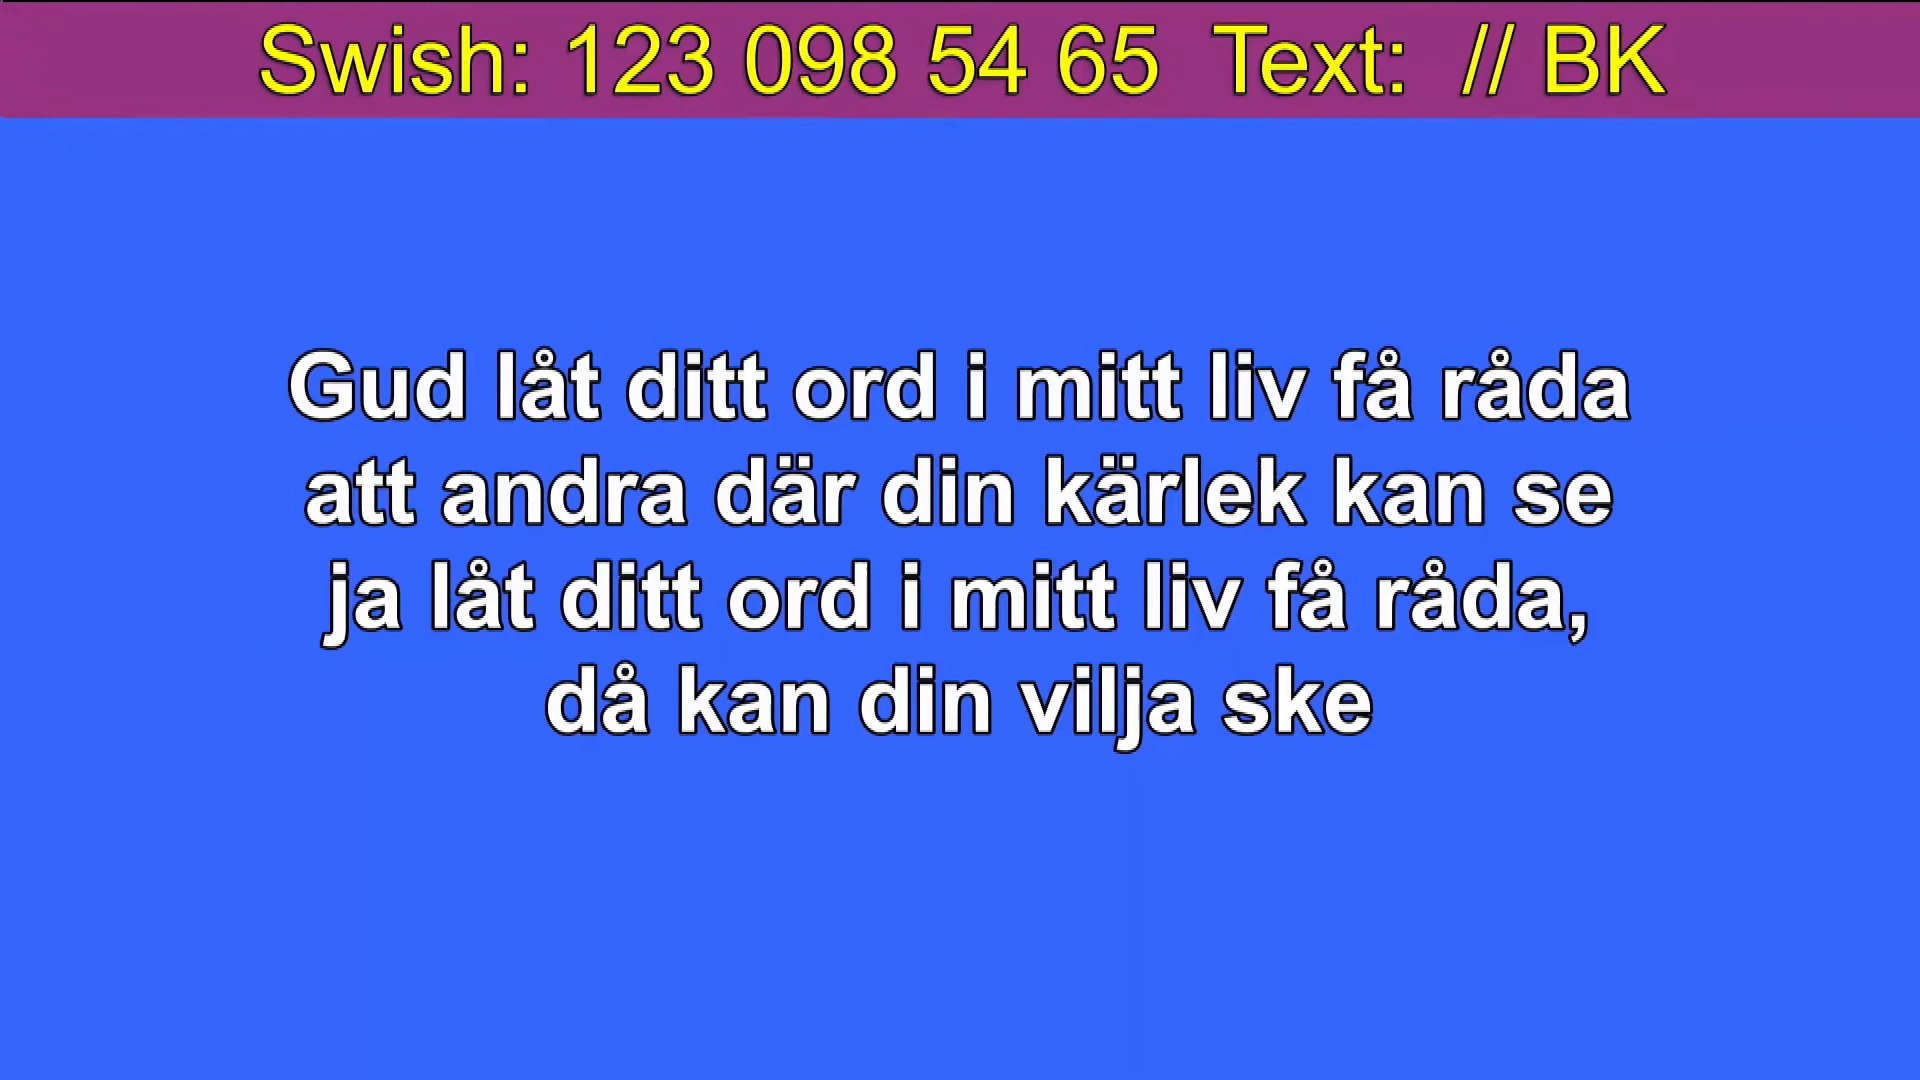 Swish: 123 098 54 65  Text:  // BK
Gud låt ditt ord i mitt liv få råda
att andra där din kärlek kan se
ja låt ditt ord i mitt liv få råda,
då kan din vilja ske